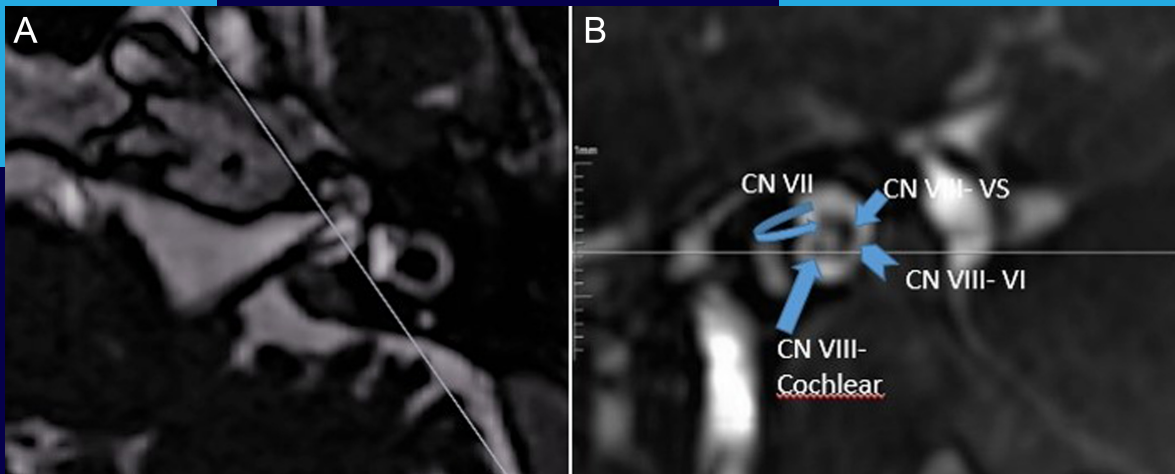 A
B
1mm
CN VII
CN VIII- VS
CN VIII- VI
CN VIII-
Cochlear